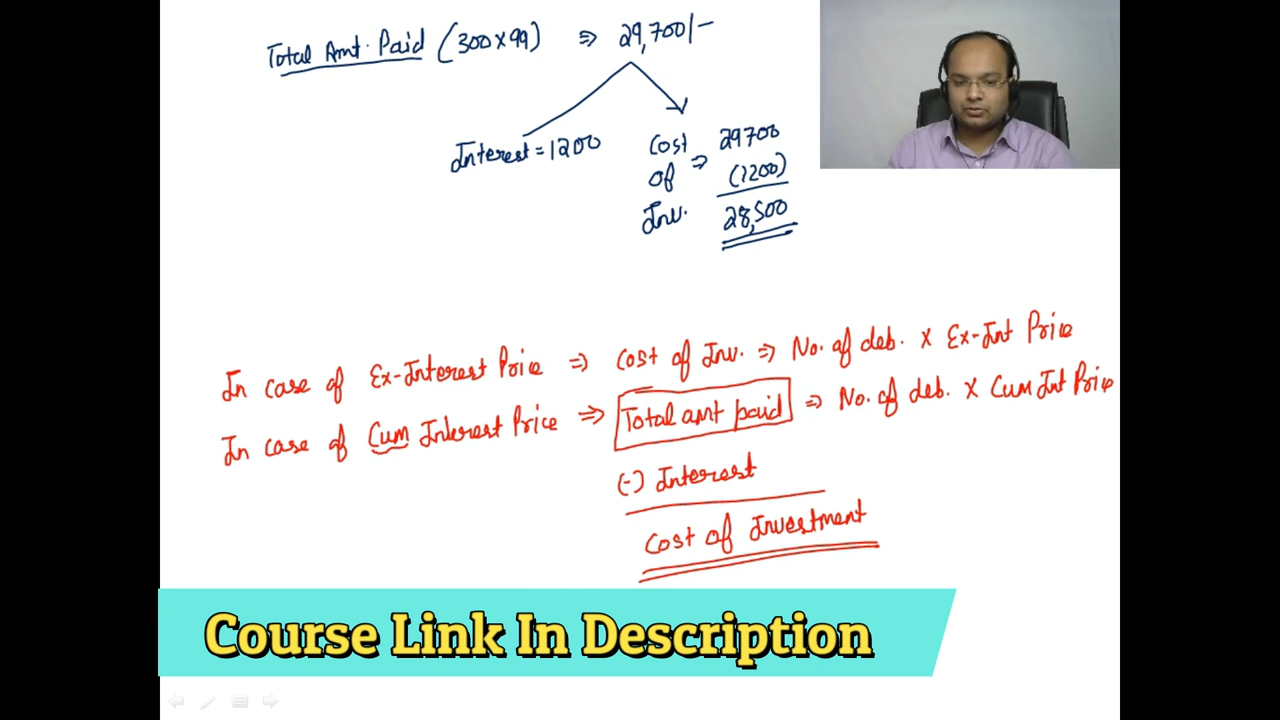 Total Amt. Paid (300 x 99) ⇒ 29,700/-
Interest = 1200
Cost of Inv. ⇒ 29700
(1200)
28,500
In case of Ex-Interest Price ⇒ Cost of Inv. ⇒ No. of deb. x Ex-Int Price
In case of Cum Interest Price ⇒ Total amt paid ⇒ No. of deb. x Cum Int Price
(-) Interest
Cost of Investment
Course Link In Description